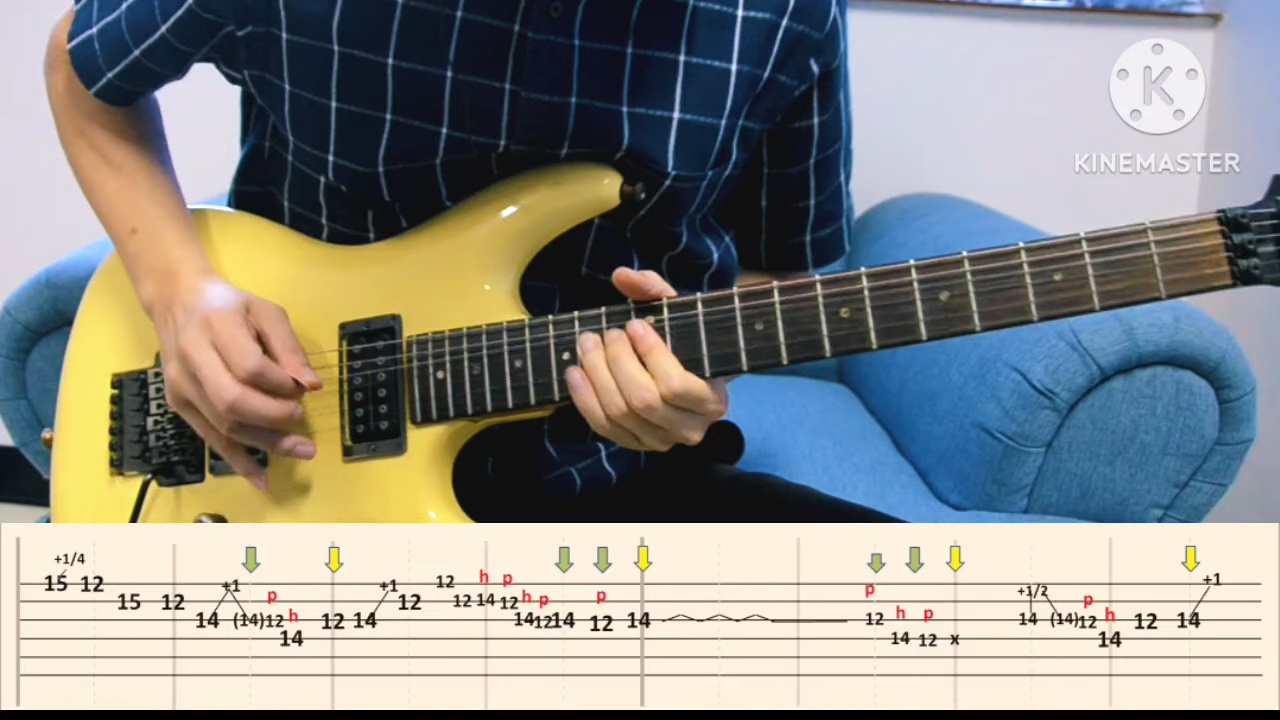 K
KINEMASTER
+1/4 +1 +1 h p +1/2 +1
15 12 12 p
15 12 p 12 12 14 12 h p p h p p h
14 (14) 12 12 14 14 12 14 12 14 12 14 (14) 12 12 14
14 14 12 x 14